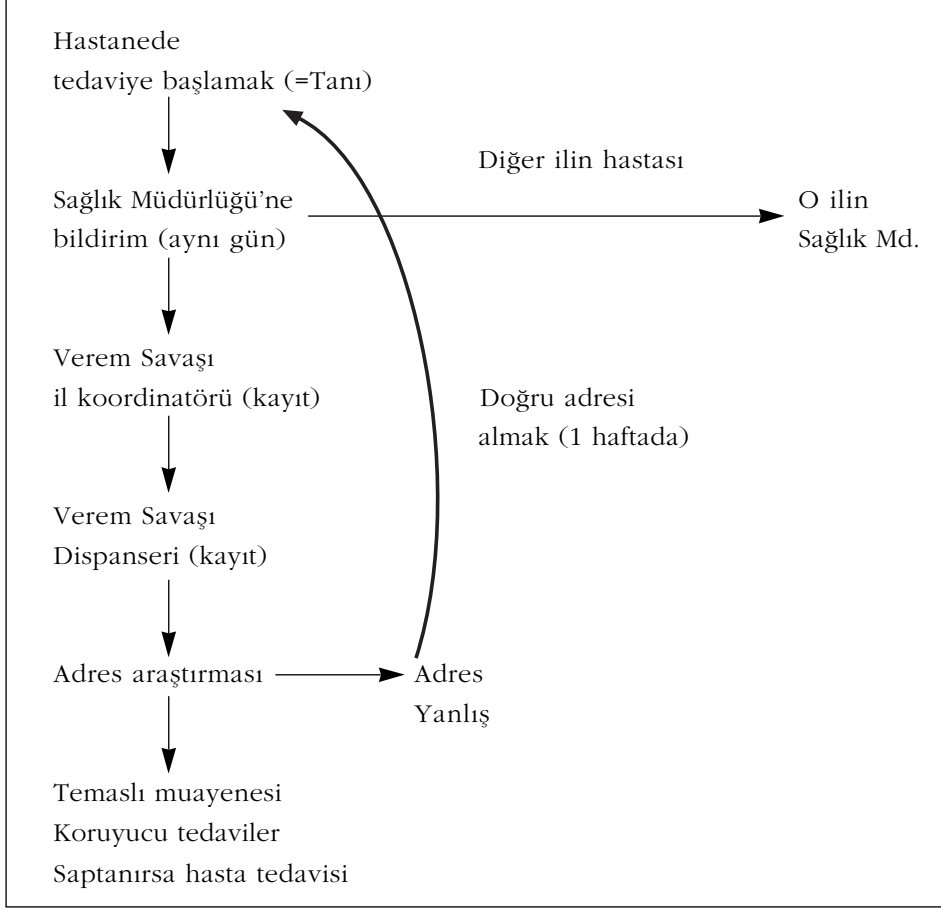 Hastanede
tedaviye başlamak (=Tanı)
Diğer ilin hastası
Sağlık Müdürlüğü'ne
bildirim (aynı gün)
O ilin
Sağlık Md.
Verem Savaşı
il koordinatörü (kayıt)
Doğru adresi
almak (1 haftada)
Verem Savaşı
Dispanseri (kayıt)
Adres araştırması
Adres
Yanlış
Temaslı muayenesi
Koruyucu tedaviler
Saptanırsa hasta tedavisi